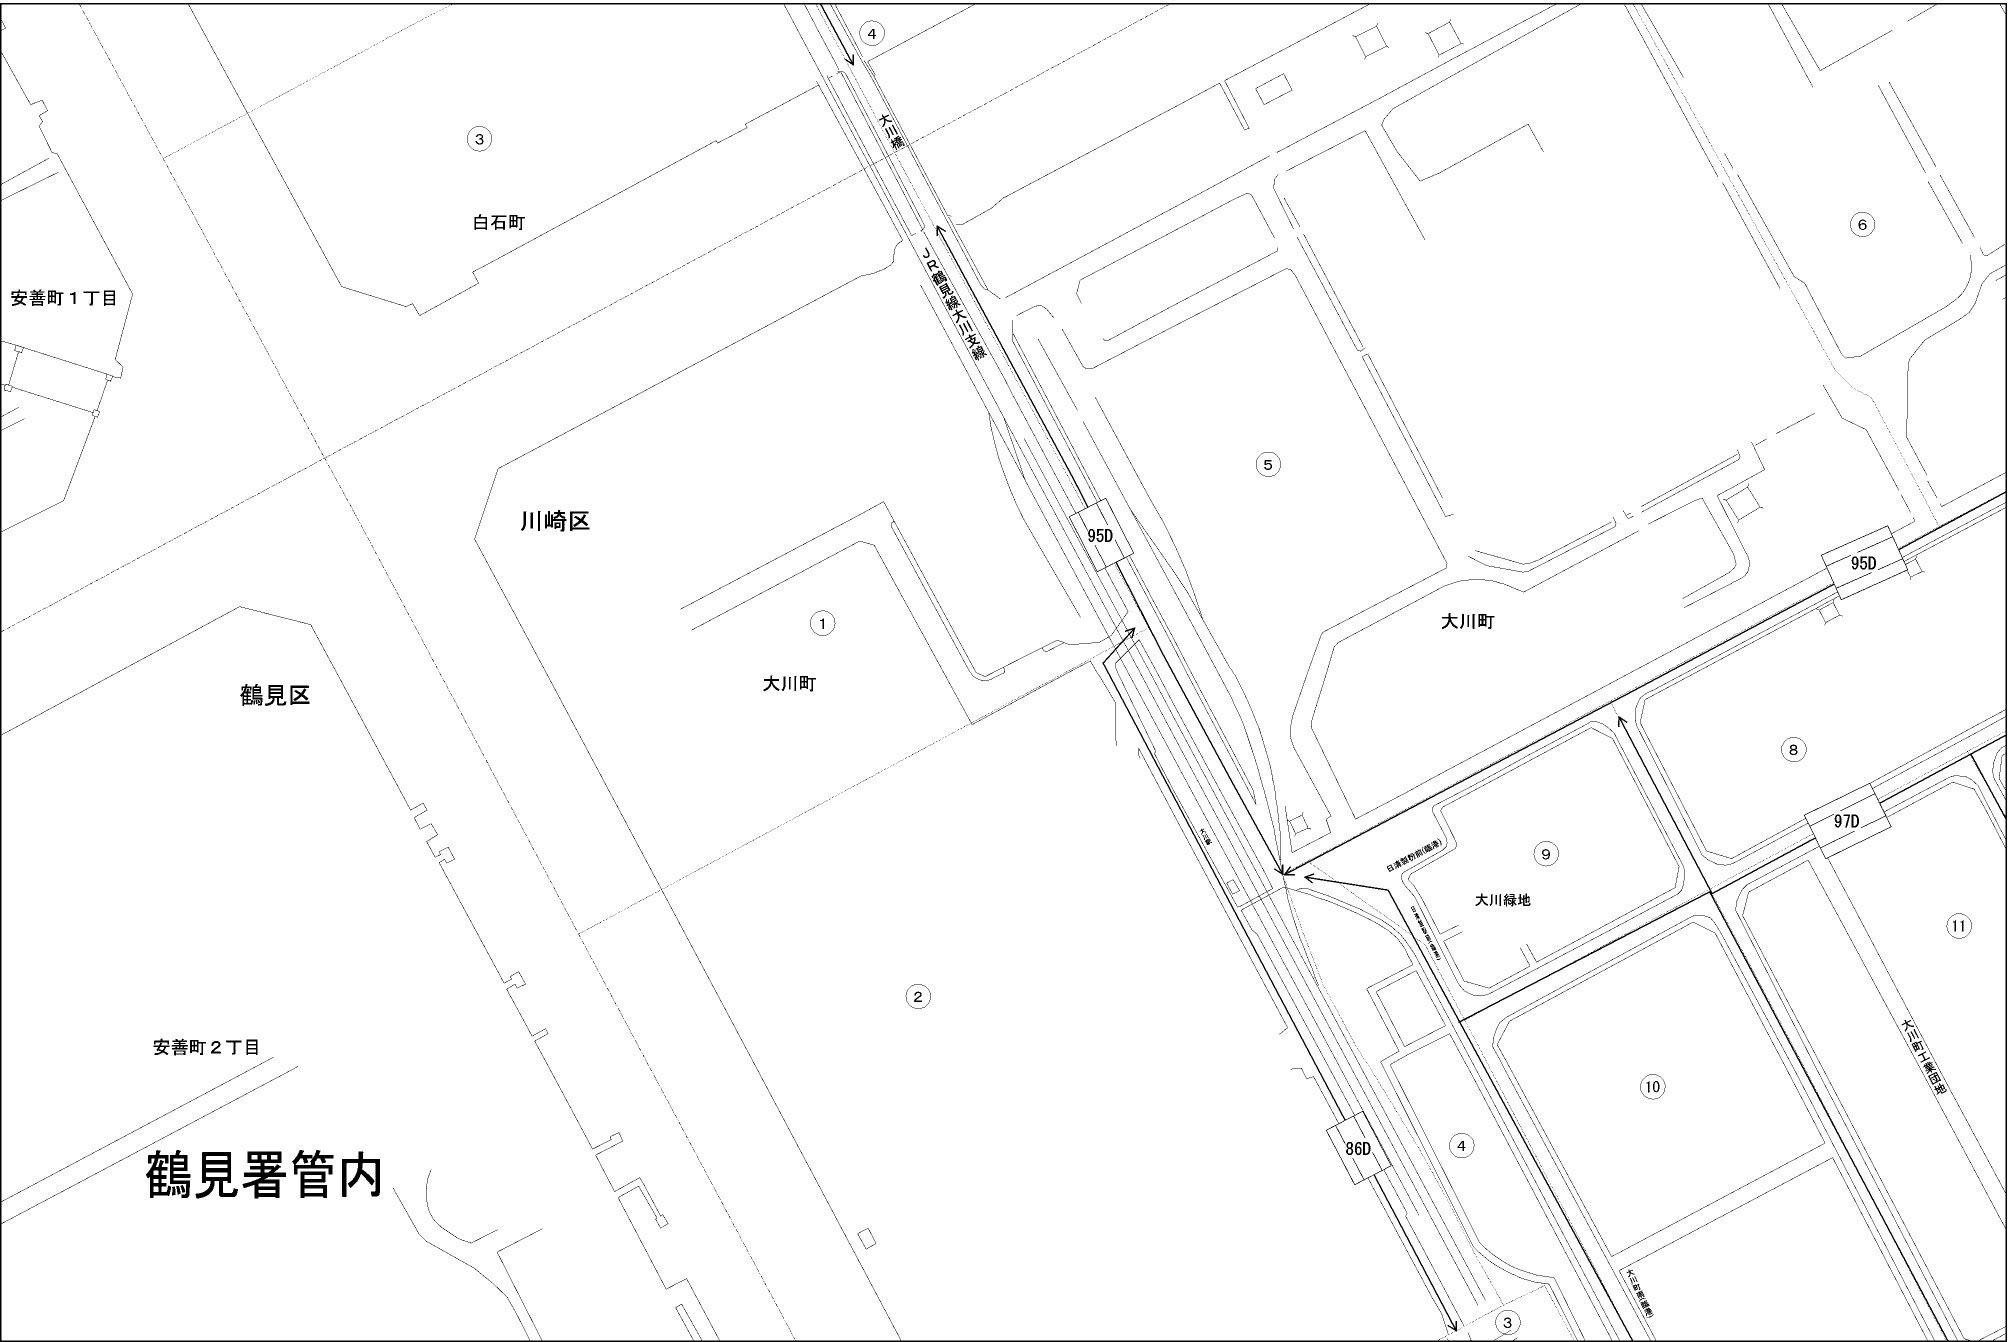 ④
大川橋
③
白石町
⑥
安善町１丁目
ＪＲ鶴見線大川支線
⑤
川崎区
95D
95D
①
大川町
大川町
鶴見区
⑧
97D
⑨
日清製粉前(臨港)
大川緑地
⑪
②
安善町２丁目
大川町工業団地
⑩
86D
④
鶴見署管内
大川町南(臨港)
③